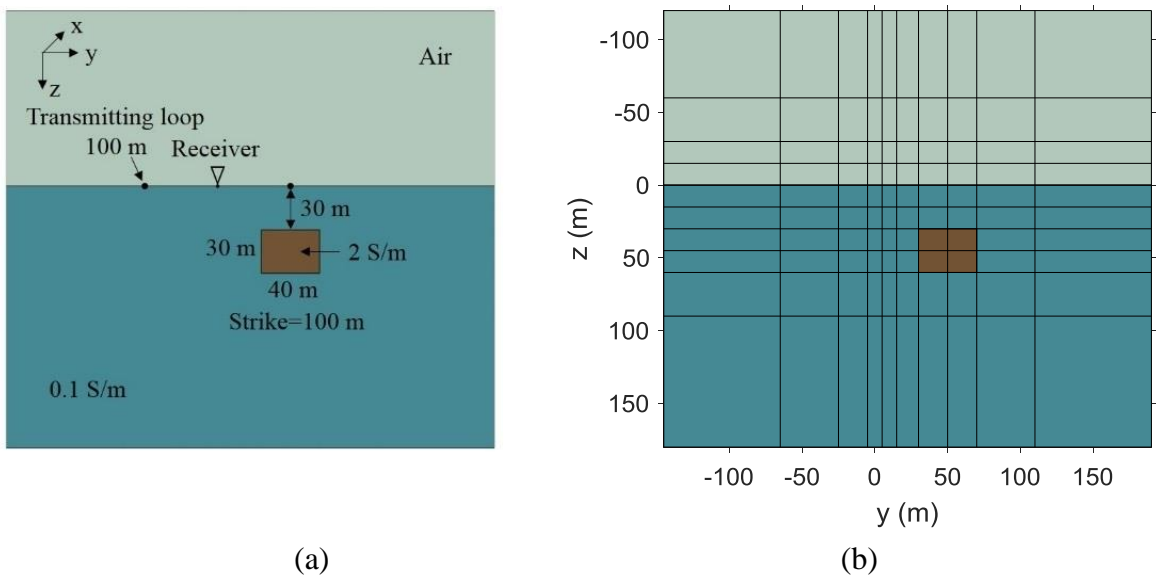 x
y
z
Air
Transmitting loop
100 m
Receiver
30 m
30 m
2 S/m
40 m
Strike=100 m
0.1 S/m
(a)
-100
-50
0
50
100
150
z (m)
-100
-50
0
50
100
150
y (m)
(b)